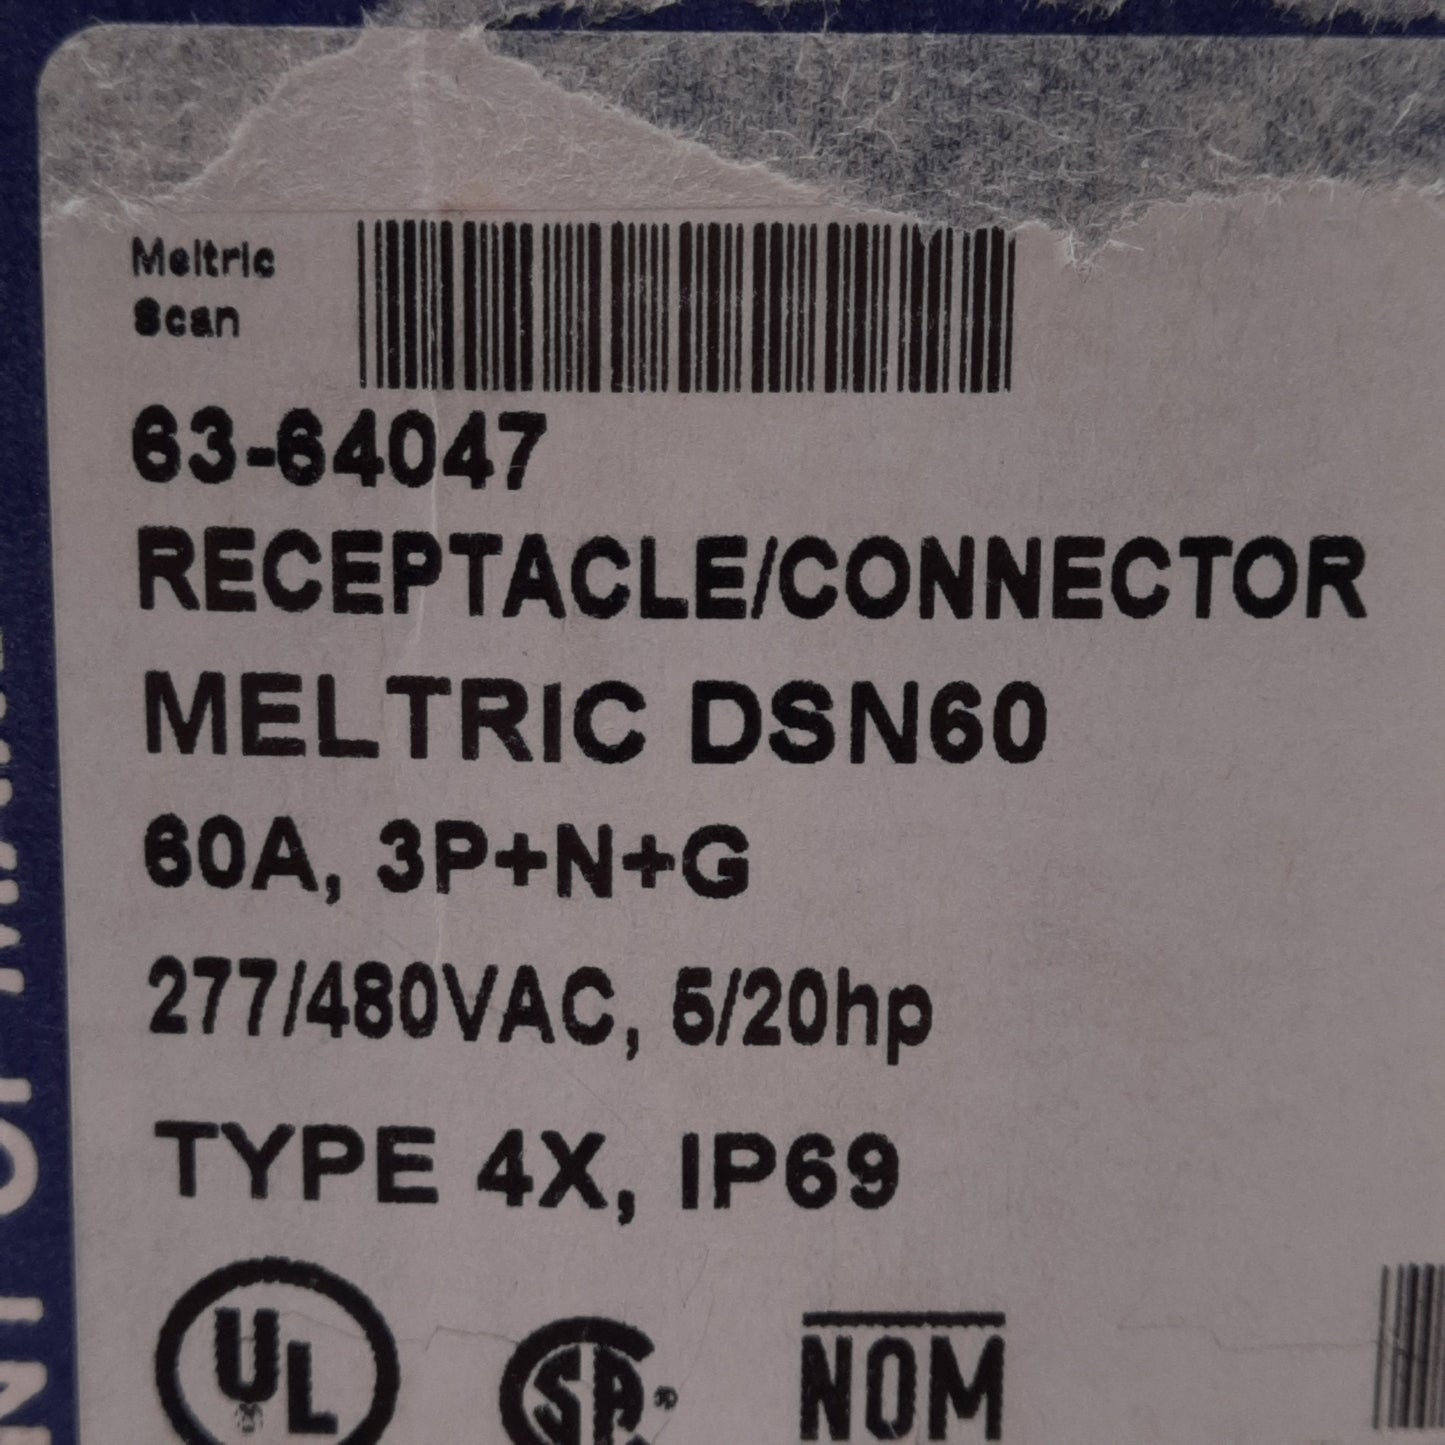 Meltric
Scan
63-64047
RECEPTACLE/CONNECTOR
MELTRIC DSN60
60A, 3P+N+G
277/480VAC, 5/20hp
TYPE 4X, IP69
UL
SA ®
NOM